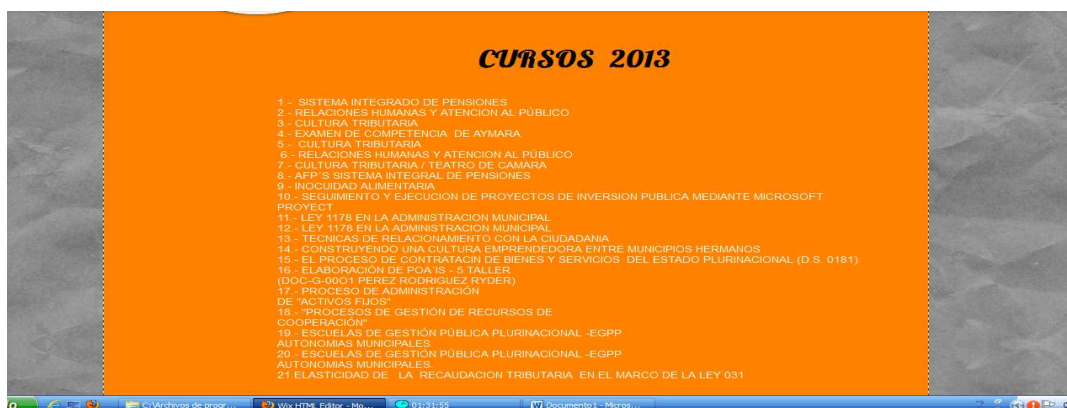 CURSOS 2013
1.- SISTEMA INTEGRADO DE PENSIONES
2.- RELACIONES HUMANAS Y ATENCION AL PÚBLICO
3.- CULTURA TRIBUTARIA
4.- EXAMEN DE COMPETENCIA DE AYMARA
5.- CULTURA TRIBUTARIA
6.- RELACIONES HUMANAS Y ATENCION AL PÚBLICO
7.- CULTURA TRIBUTARIA / TEATRO DE CAMARA
8.- AFP´S SISTEMA INTEGRAL DE PENSIONES
9.- INOCUIDAD ALIMENTARIA
10.- SEGUIMIENTO Y EJECUCION DE PROYECTOS DE INVERSION PUBLICA MEDIANTE MICROSOFT
PROYECT
11.- LEY 1178 EN LA ADMINISTRACION MUNICIPAL
12.- LEY 1178 EN LA ADMINISTRACION MUNICIPAL
13.- TECNICAS DE RELACIONAMIENTO CON LA CIUDADANIA
14.- CONSTRUYENDO UNA CULTURA EMPRENDEDORA ENTRE MUNICIPIOS HERMANOS
15.- EL PROCESO DE CONTRATACIN DE BIENES Y SERVICIOS DEL ESTADO PLURINACIONAL (D.S. 0181)
16.- ELABORACIÓN DE POA´IS - 5 TALLER
(DOC-G-0001 PEREZ RODRIGUEZ RYDER)
17.- PROCESO DE ADMINISTRACIÓN
DE "ACTIVOS FIJOS"
18.- "PROCESOS DE GESTIÓN DE RECURSOS DE
COOPERACIÓN"
19.- ESCUELAS DE GESTIÓN PÚBLICA PLURINACIONAL -EGPP
AUTONOMIAS MUNICIPALES
20.- ESCUELAS DE GESTIÓN PÚBLICA PLURINACIONAL -EGPP
AUTONOMIAS MUNICIPALES.
21 ELASTICIDAD DE LA RECAUDACION TRIBUTARIA EN EL MARCO DE LA LEY 031
C:\Archivos de progr... Wix HTML Editor - Mo... 01:31:55 Documento1 - Micros...